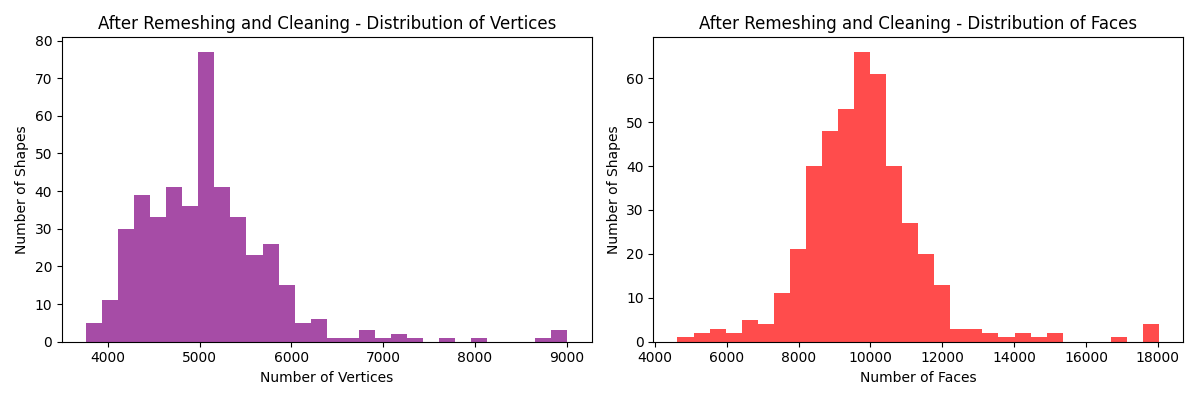 After Remeshing and Cleaning - Distribution of Vertices
80
70
60
50
40
30
20
10
0
Number of Shapes
4000 5000 6000 7000 8000 9000
Number of Vertices
After Remeshing and Cleaning - Distribution of Faces
60
50
40
30
20
10
0
Number of Shapes
4000 6000 8000 10000 12000 14000 16000 18000
Number of Faces